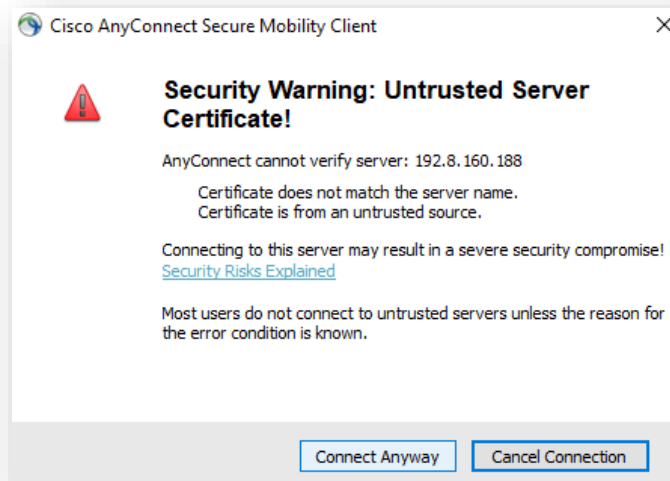 Cisco AnyConnect Secure Mobility Client
Security Warning: Untrusted Server
Certificate!
AnyConnect cannot verify server: 192.8.160.188
Certificate does not match the server name.
Certificate is from an untrusted source.
Connecting to this server may result in a severe security compromise!
Security Risks Explained
Most users do not connect to untrusted servers unless the reason for
the error condition is known.
Connect Anyway
Cancel Connection